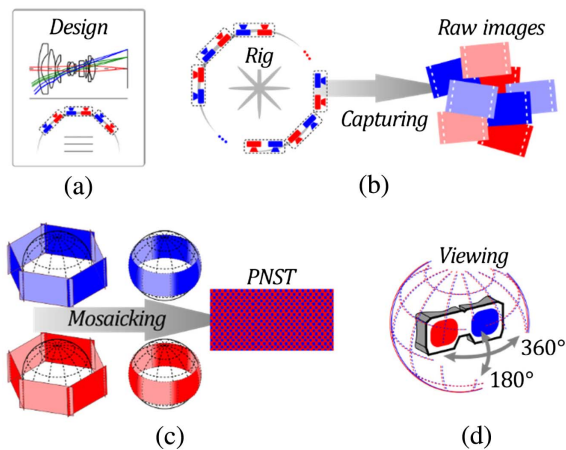 Design
(a)
Rig
Capturing
Raw images
(b)
Mosaicking
PNST
(c)
Viewing
360°
180°
(d)